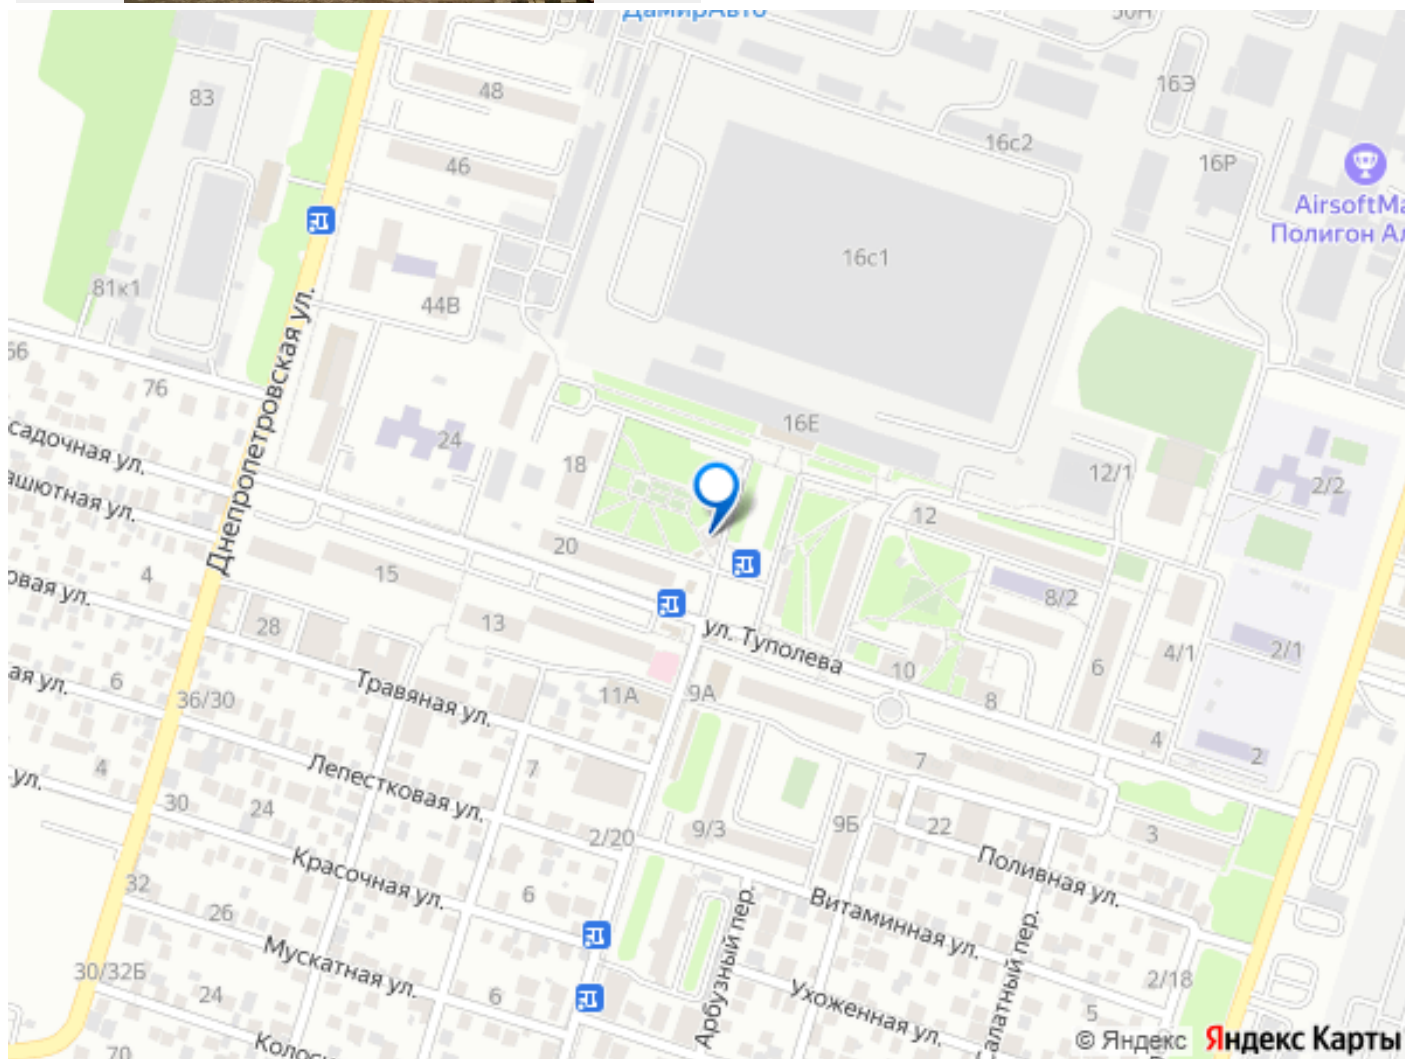 ДамирАвто
50Н
48
83
16Э
16с2
46
16Р
AirsoftMa
Полигон Ал
16с1
81к1
44В
Днепропетровская ул.
66
76
садочная ул.
16Е
24
18
12/1
2/2
ашютная ул.
12
20
15
4
8/2
овая ул.
28
13
ул. Туполева
2/1
4/1
6
10
ая ул.
6
36/30
Травяная ул.
11А
9А
8
4
2
7
7
Лепестковая ул.
4
ул.
30
24
2/20
9/3
9Б
22
3
Поливная ул.
Красочная ул.
6
32
26
Витаминная ул.
Мускатная ул.
30/32Б
24
6
Арбузный пер.
Ухоженная ул.
алатный пер.
2/18
5
70
Колос
© Яндекс Яндекс Карты